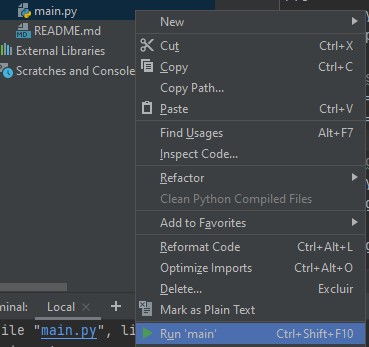 main.py
README.md
External Libraries
Scratches and Console
New
Cut Ctrl+X
Copy Ctrl+C
Copy Path...
Paste Ctrl+V
Find Usages Alt+F7
Inspect Code...
Refactor
Clean Python Compiled Files
Add to Favorites
Reformat Code Ctrl+Alt+L
Optimize Imports Ctrl+Alt+O
Delete... Excluir
Mark as Plain Text
Run 'main' Ctrl+Shift+F10
minal: Local × +
ile "main.py", li